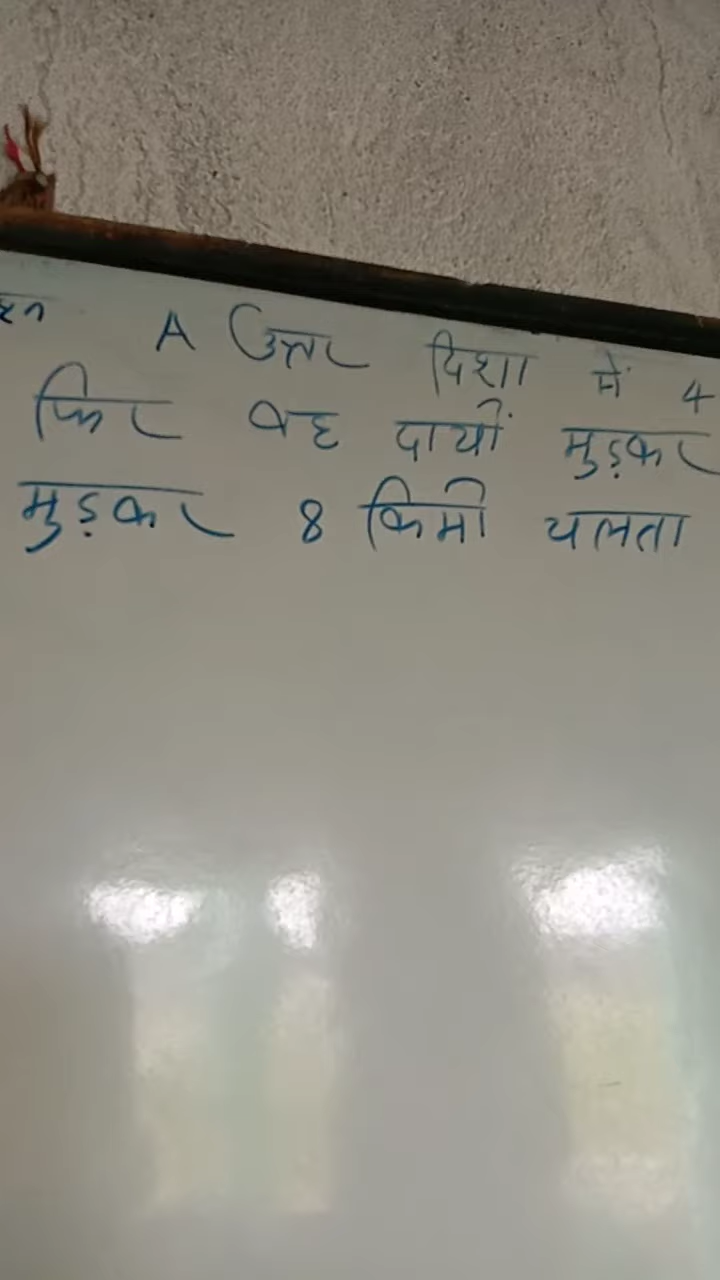 A उत्तर दिशा में 4
फिर वह दायीं मुड़कर
मुड़कर 8 किमी चलता